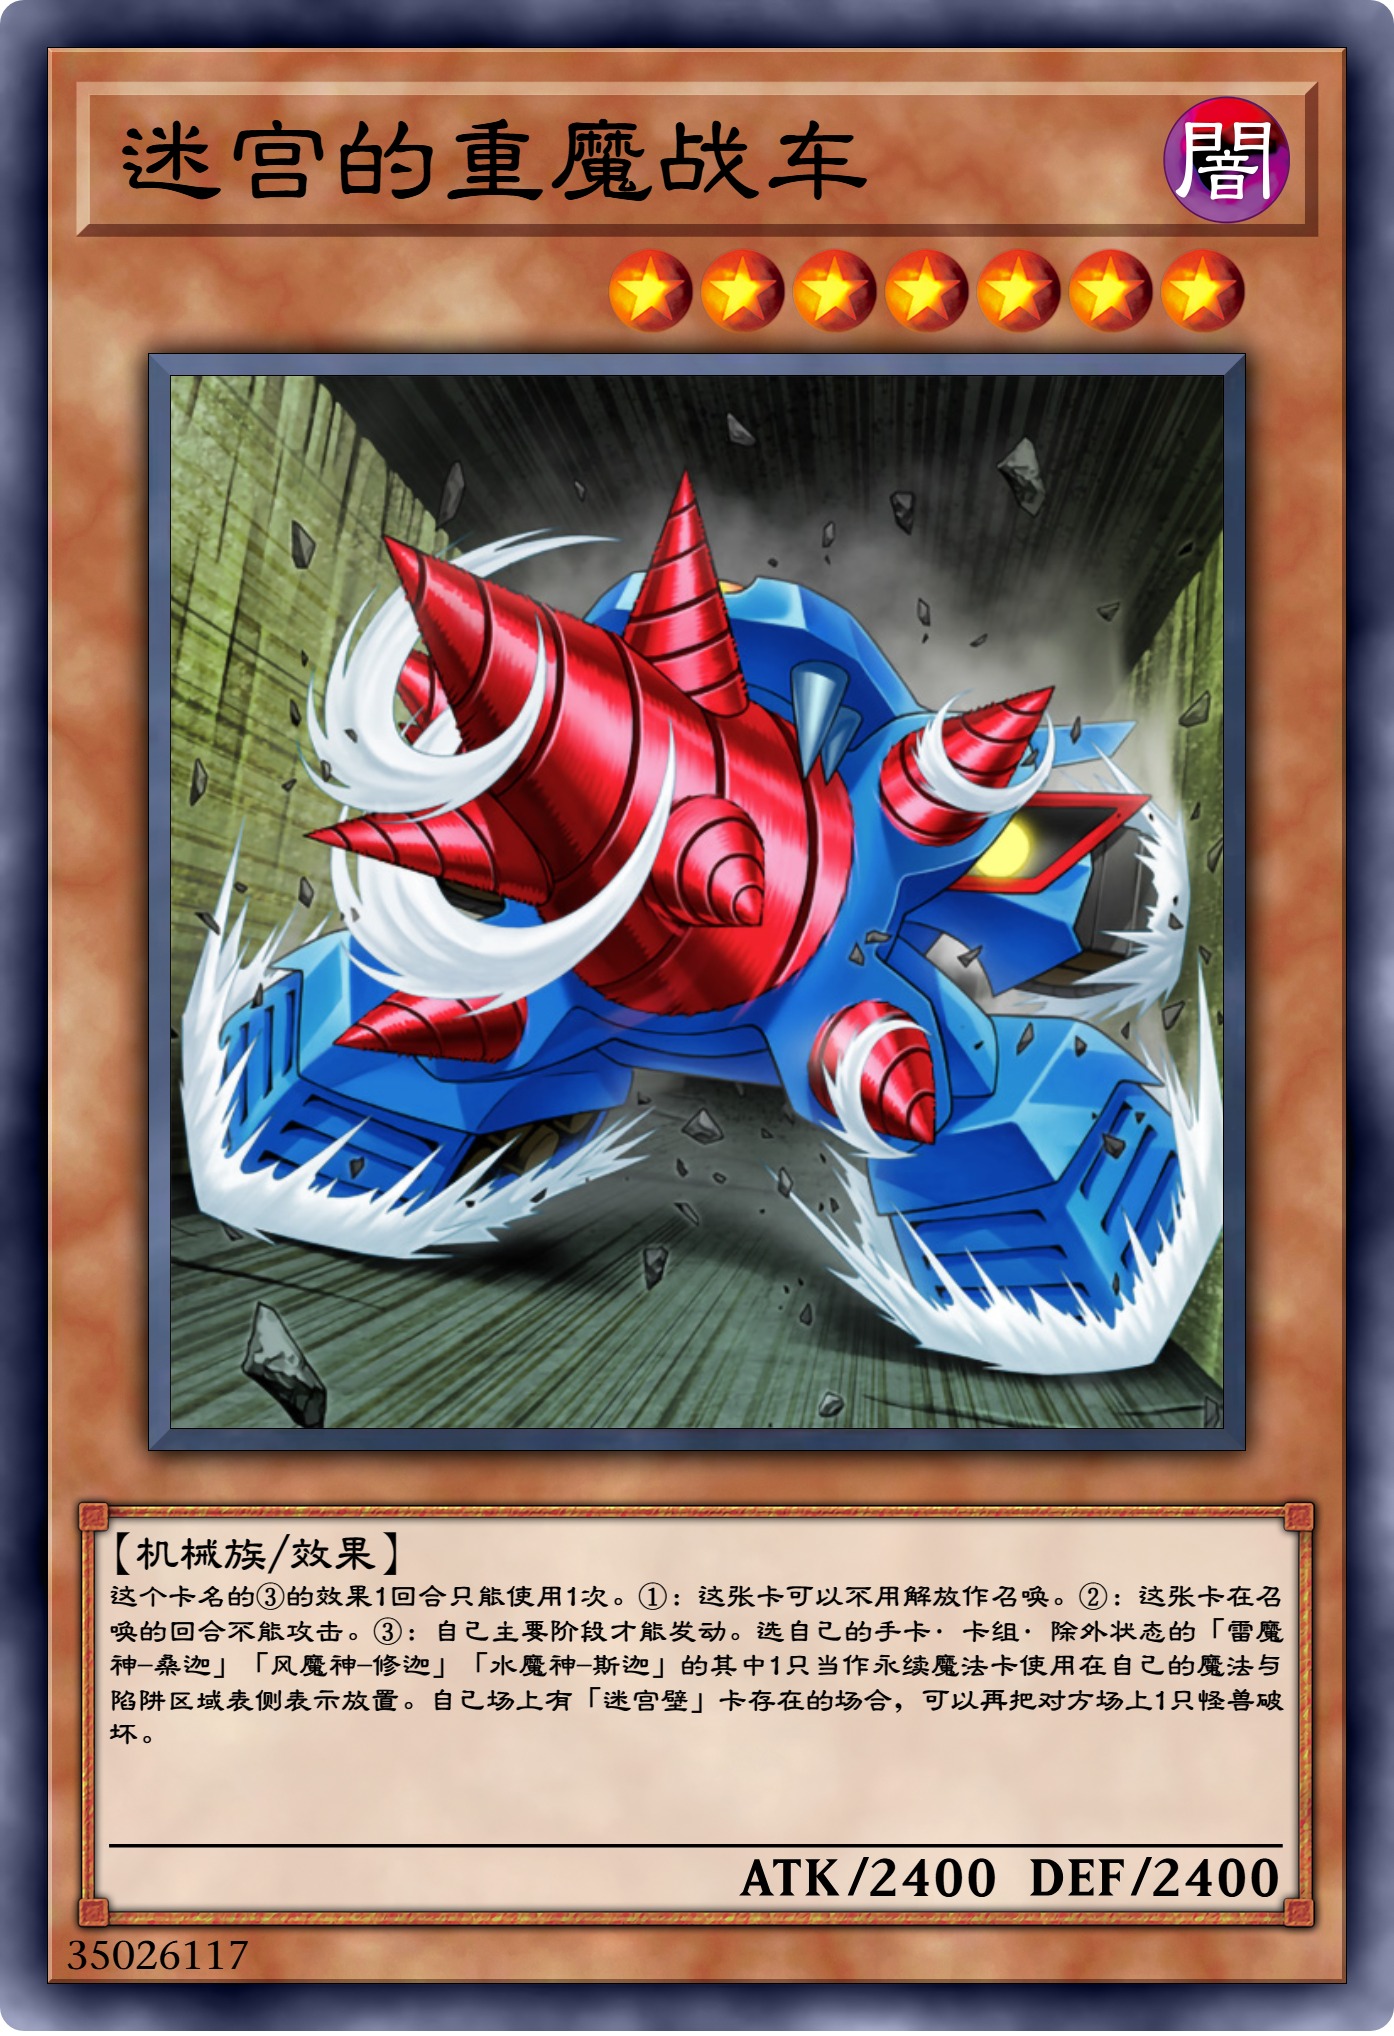 迷宫的重魔战车
闇
【机械族/效果】
这个卡名的③的效果1回合只能使用1次。①：这张卡可以不用解放作召唤。②：这张卡在召
唤的回合不能攻击。③：自己主要阶段才能发动。选自己的手卡·卡组·除外状态的「雷魔
神-桑迦」「风魔神-修迦」「水魔神-斯迦」的其中1只当作永续魔法卡使用在自己的魔法与
陷阱区域表侧表示放置。自己场上有「迷宫壁」卡存在的场合，可以再把对方场上1只怪兽破
坏。
ATK/2400 DEF/2400
35026117